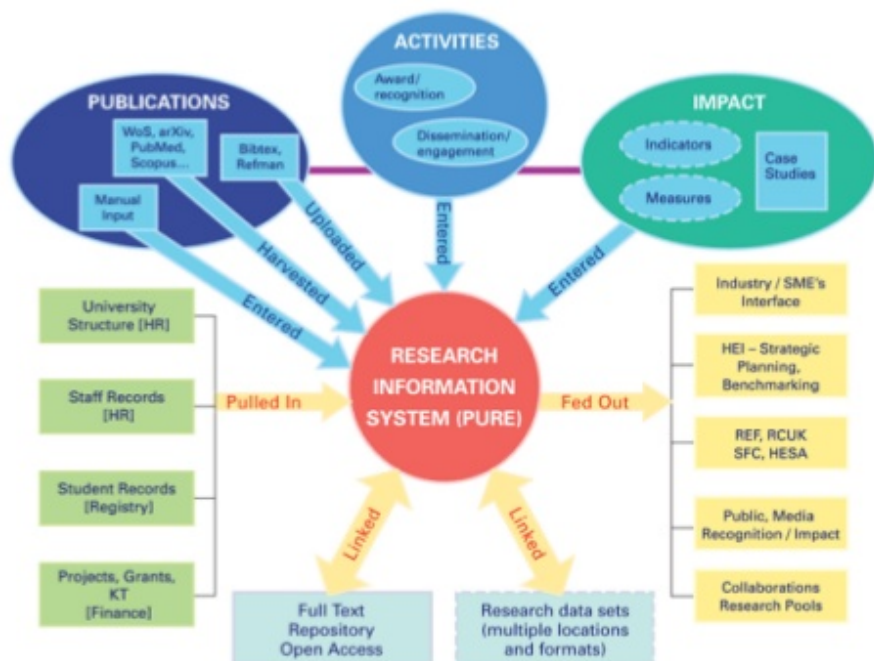 ACTIVITIES
Award/
recognition
Dissemination/
engagement
PUBLICATIONS
WoS, arXiv,
PubMed,
Scopus...
Bibtex,
Refman
Manual
Input
IMPACT
Indicators
Measures
Case
Studies
Entered
Harvested
Uploaded
Entered
Entered
University
Structure [HR]
Staff Records
[HR]
Student Records
[Registry]
Projects, Grants,
KT
[Finance]
Pulled In
RESEARCH
INFORMATION
SYSTEM (PURE)
Fed Out
Industry / SME's
Interface
HEI – Strategic
Planning,
Benchmarking
REF, RCUK
SFC, HESA
Public, Media
Recognition / Impact
Collaborations
Research Pools
Linked
Linked
Full Text
Repository
Open Access
Research data sets
(multiple locations
and formats)